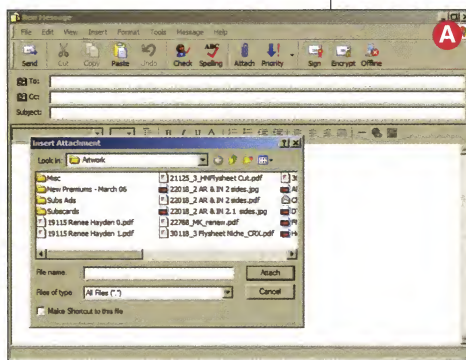 New Message
A
File Edit View Insert Format Tools Message Help
Send Cut Copy Paste Undo Check Spelling Attach Priority Sign Encrypt Offline
To:
Cc:
Subject:
B I U A
Insert Attachment
Look in: Artwork
Misc
New Premiums - March 06
Subs Ads
Subscards
19115 Renee Hayden 0.pdf
19115 Renee Hayden 1.pdf
21125_3_HNFlysheet Cut.pdf
22018_2 AR & IN 2 sides.jpg
22018_2 AR & IN 2 sides.pdf
22018_2 AR & IN 2.1 sides.jpg
22768_MK_renew.pdf
30118_3 Flysheet Niche_CRX.pdf
File name:
Attach
Files of type: All Files (*.*)
Cancel
Make Shortcut to this file